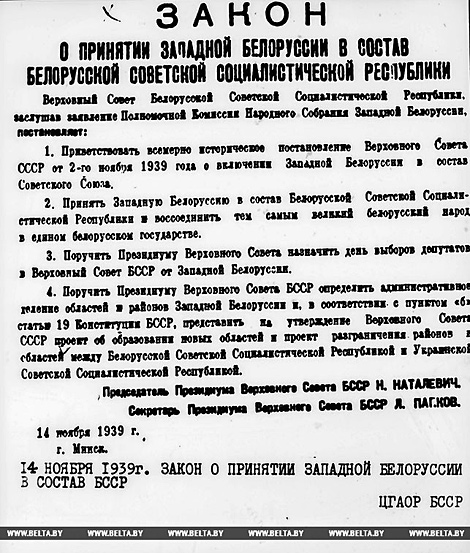 ЗАКОН
О ПРИНЯТИИ ЗАПАДНОЙ БЕЛОРУССИИ В СОСТАВ
БЕЛОРУССКОЙ СОВЕТСКОЙ СОЦИАЛИСТИЧЕСКОЙ РЕСПУБЛИКИ
Верховный Совет Белорусской Советской Социалистической Республики,
заслушав заявление Полномочной Комиссии Народного Собрания Западной Белоруссии,
постановляет:
1. Приветствовать всемерно историческое постановление Верховного Совета
СССР от 2-го ноября 1939 года о включении Западной Белоруссии в состав
Советского Союза.
2. Принять Западную Белоруссию в состав Белорусской Советской Социали-
стической Республики и воссоединить тем самым великий белорусский народ
в едином белорусском государстве.
3. Поручить Президиуму Верховного Совета назначить день выборов депутатов
в Верховный Совет БССР от Западной Белоруссии.
4. Поручить Президиуму Верховного Совета БССР определить административное
деление областей и районов Западной Белоруссии и, в соответствии с пунктом «б»
статьи 19 Конституции БССР, представить на утверждение Верховного Совета
СССР проект об образовании новых областей и проект разграничения районов и
областей между Белорусской Советской Социалистической Республикой и Украинской
Советской Социалистической Республикой.
Председатель Президиума Верховного Совета БССР Н. НАТАЛЕВИЧ.
Секретарь Президиума Верховного Совета БССР Л.
14 ноября 1939 г.
г. Минск.
14 НОЯБРЯ 1939г. ЗАКОН О ПРИНЯТИИ ЗАПАДНОЙ БЕЛОРУССИИ
В СОСТАВ БССР
ЦГАОР БССР
WWW.BELTA.BY WWW.BELTA.BY WWW.BELTA.BY WWW.BELTA.BY